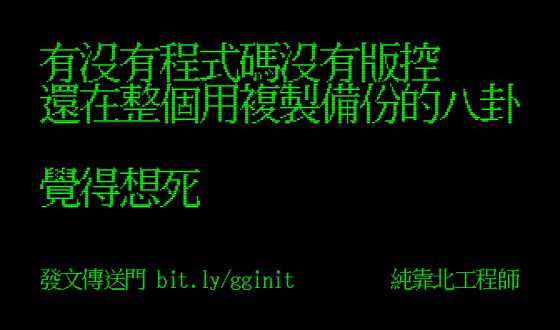 有沒有程式碼沒有版控
還在整個用複製備份的八卦
覺得想死
發文傳送門 bit.ly/gginit 純靠北工程師